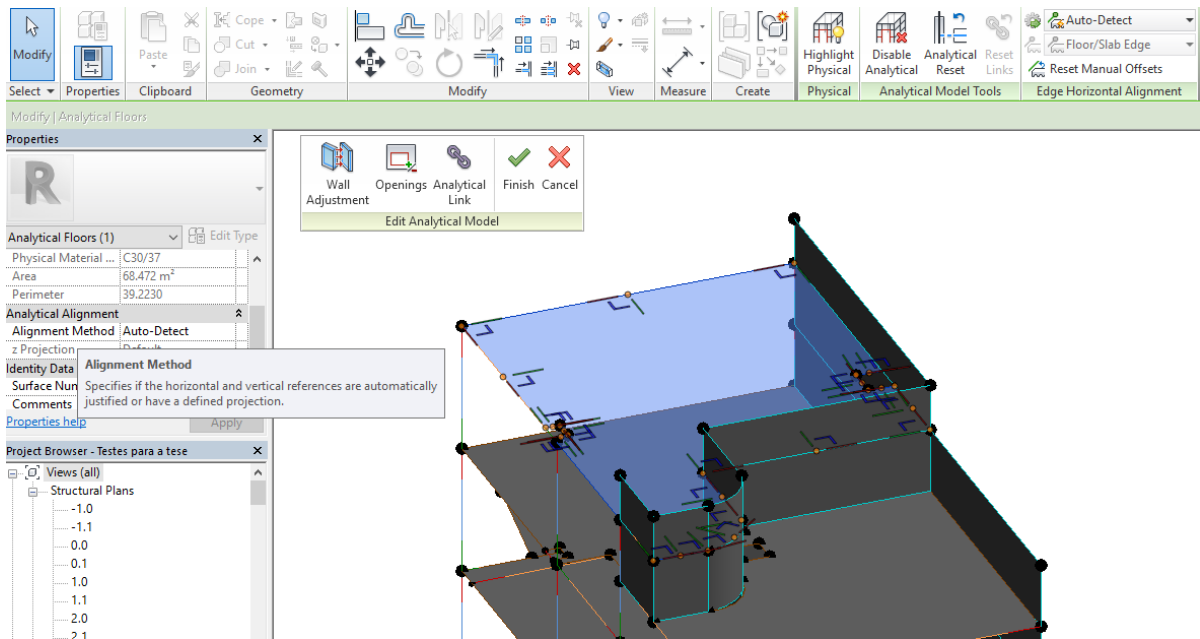 Modify
Select
Properties
Paste
Clipboard
Cope
Cut
Join
Geometry
Modify
View
Measure
Create
Highlight
Physical
Physical
Disable
Analytical
Analytical
Reset
Reset
Links
Analytical Model Tools
Auto-Detect
Floor/Slab Edge
Reset Manual Offsets
Edge Horizontal Alignment
Modify | Analytical Floors
Properties
R
Analytical Floors (1)
Edit Type
Physical Material ... C30/37
Area 68.472 m²
Perimeter 39.2230
Analytical Alignment
Alignment Method Auto-Detect
z Projection Default
Identity Data
Surface Num
Comments
Properties help
Apply
Alignment Method
Specifies if the horizontal and vertical references are automatically
justified or have a defined projection.
Wall
Adjustment
Openings
Analytical
Link
Finish
Cancel
Edit Analytical Model
Project Browser - Testes para a tese
Views (all)
Structural Plans
-1.0
-1.1
0.0
0.1
1.0
1.1
2.0
2.1